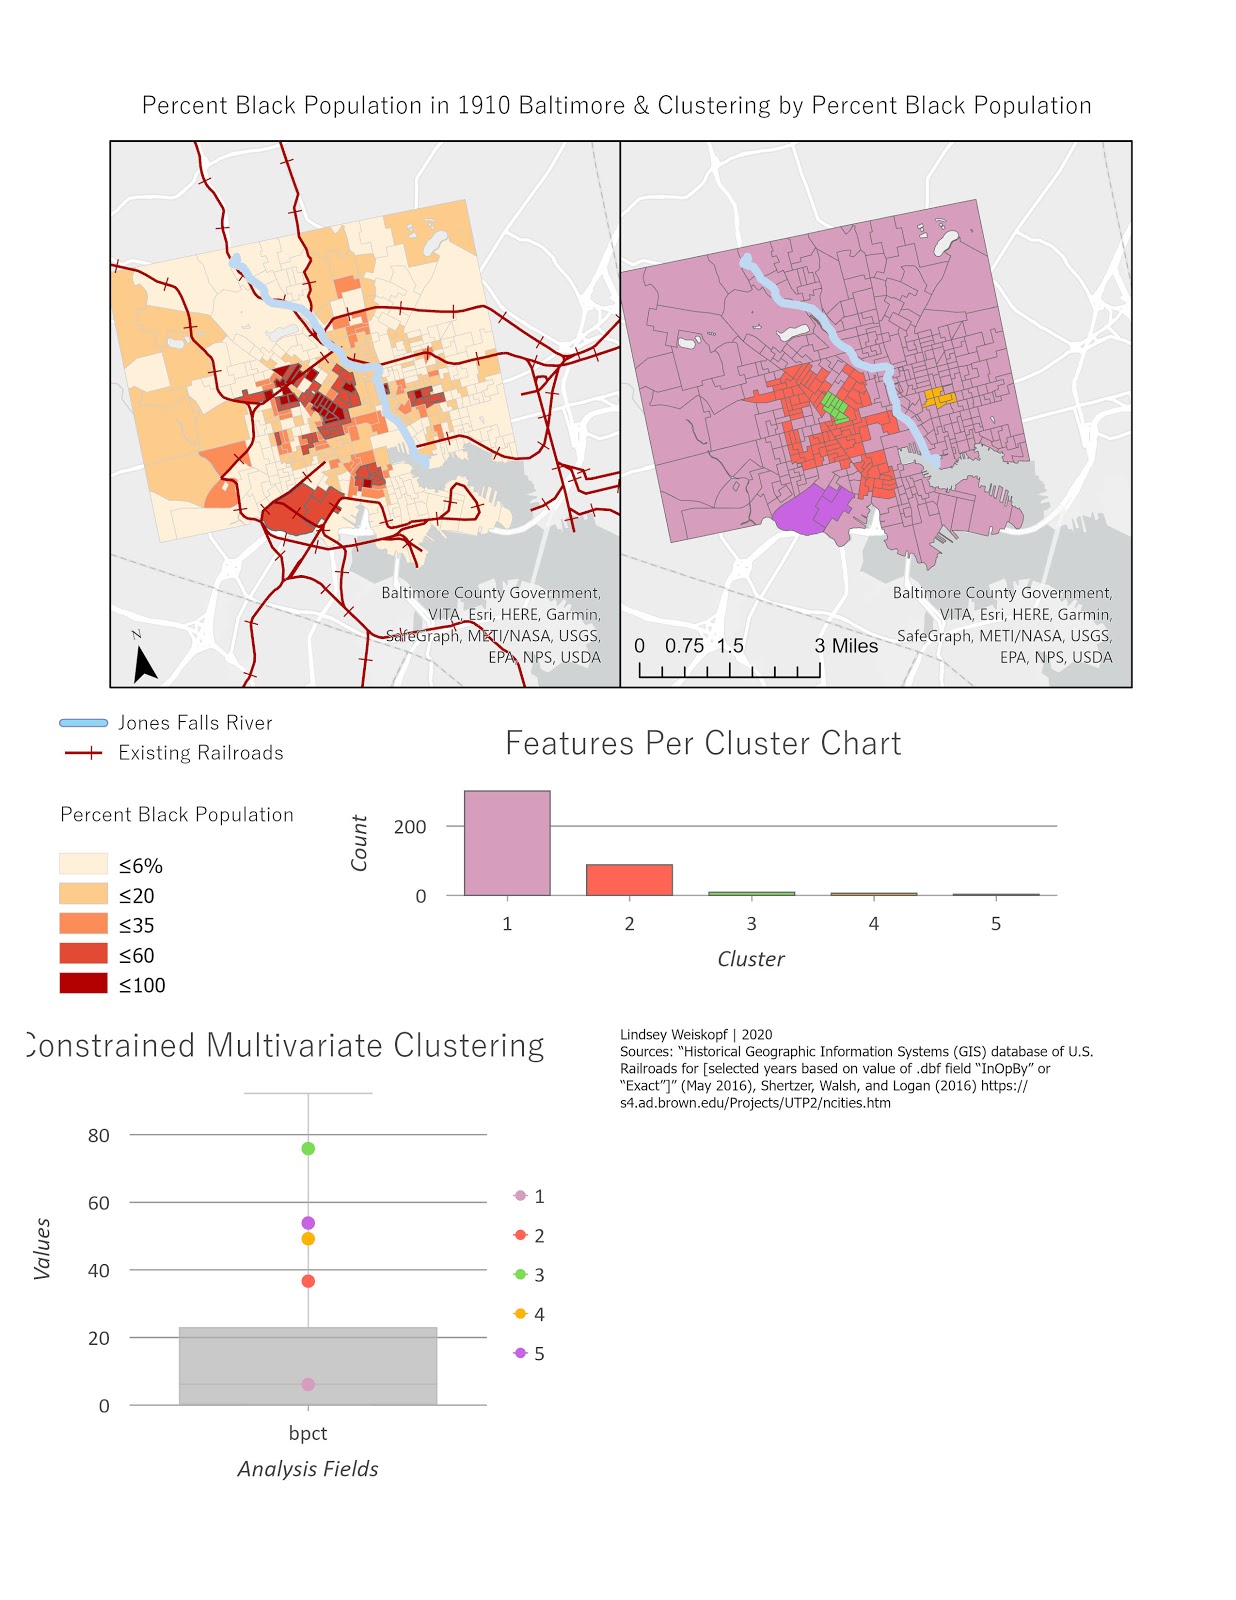 Percent Black Population in 1910 Baltimore & Clustering by Percent Black Population
Baltimore County Government,
VITA, Esri, HERE, Garmin,
SafeGraph, METI/NASA, USGS,
EPA, NPS, USDA
N
Baltimore County Government,
VITA, Esri, HERE, Garmin,
SafeGraph, METI/NASA, USGS,
EPA, NPS, USDA
0 0.75 1.5 3 Miles
Jones Falls River
Existing Railroads
Percent Black Population
≤6%
≤20
≤35
≤60
≤100
Features Per Cluster Chart
Count
200
0
1 2 3 4 5
Cluster
Constrained Multivariate Clustering
Values
80
60
40
20
0
bpct
Analysis Fields
1
2
3
4
5
Lindsey Weiskopf | 2020
Sources: “Historical Geographic Information Systems (GIS) database of U.S.
Railroads for [selected years based on value of .dbf field “InOpBy” or
“Exact”]” (May 2016), Shertzer, Walsh, and Logan (2016) https://
s4.ad.brown.edu/Projects/UTP2/ncities.htm